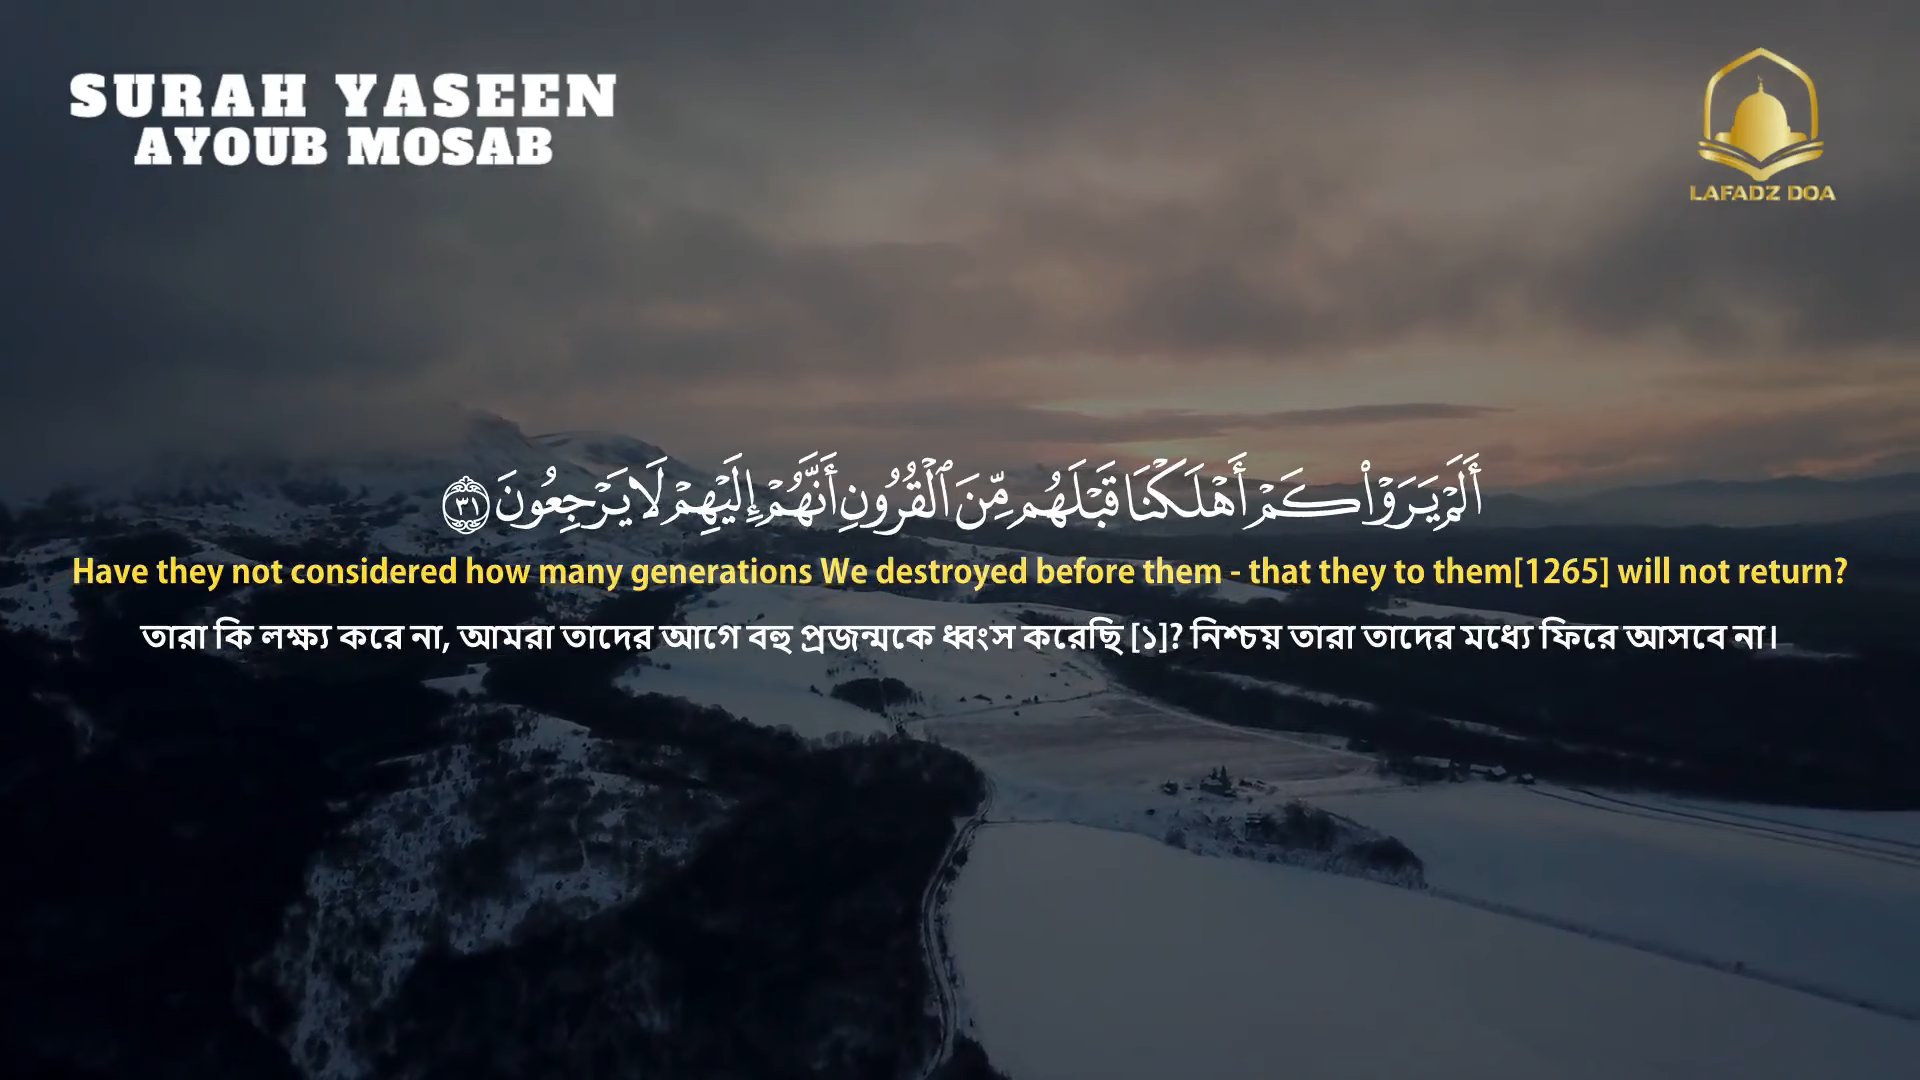 SURAH YASEEN
AYOUB MOSAB
LAFADZ DOA
أَلَمْ يَرَوْا۟ كَمْ أَهْلَكْنَا قَبْلَهُم مِّنَ ٱلْقُرُونِ أَنَّهُمْ إِلَيْهِمْ لَا يَرْجِعُونَ ٣١
Have they not considered how many generations We destroyed before them - that they to them[1265] will not return?
তারা কি লক্ষ্য করে না, আমরা তাদের আগে বহু প্রজন্মকে ধ্বংস করেছি [১]? নিশ্চয় তারা তাদের মধ্যে ফিরে আসবে না।